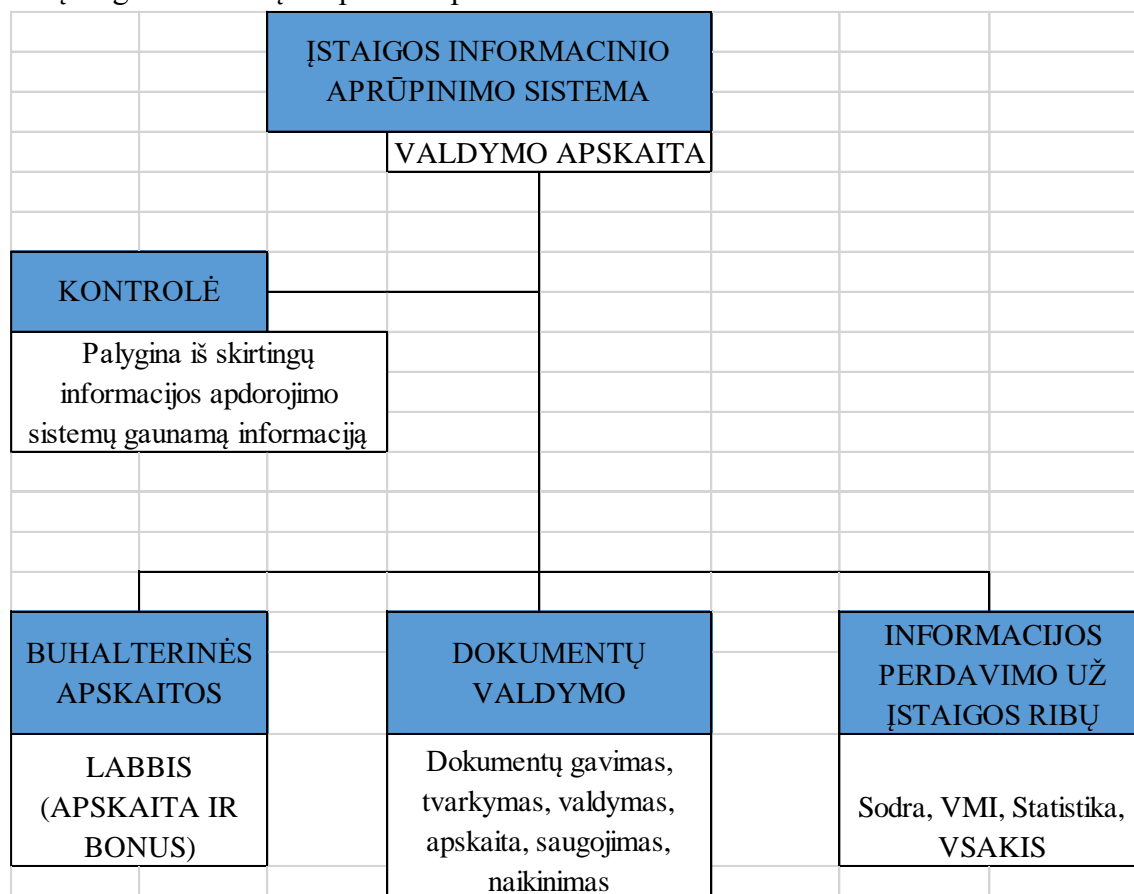 ĮSTAIGOS INFORMACINIO
APRŪPINIMO SISTEMA
VALDYMO APSKAITA
KONTROLĖ
Palygina iš skirtingų
informacijos apdorojimo
sistemų gaunamą informaciją
BUHALTERINĖS
APSKAITOS
LABBIS
(APSKAITA IR
BONUS)
DOKUMENTŲ
VALDYMO
Dokumentų gavimas,
tvarkymas, valdymas,
apskaita, saugojimas,
naikinimas
INFORMACIJOS
PERDAVIMO UŽ
ĮSTAIGOS RIBŲ
Sodra, VMI, Statistika,
VSAKIS